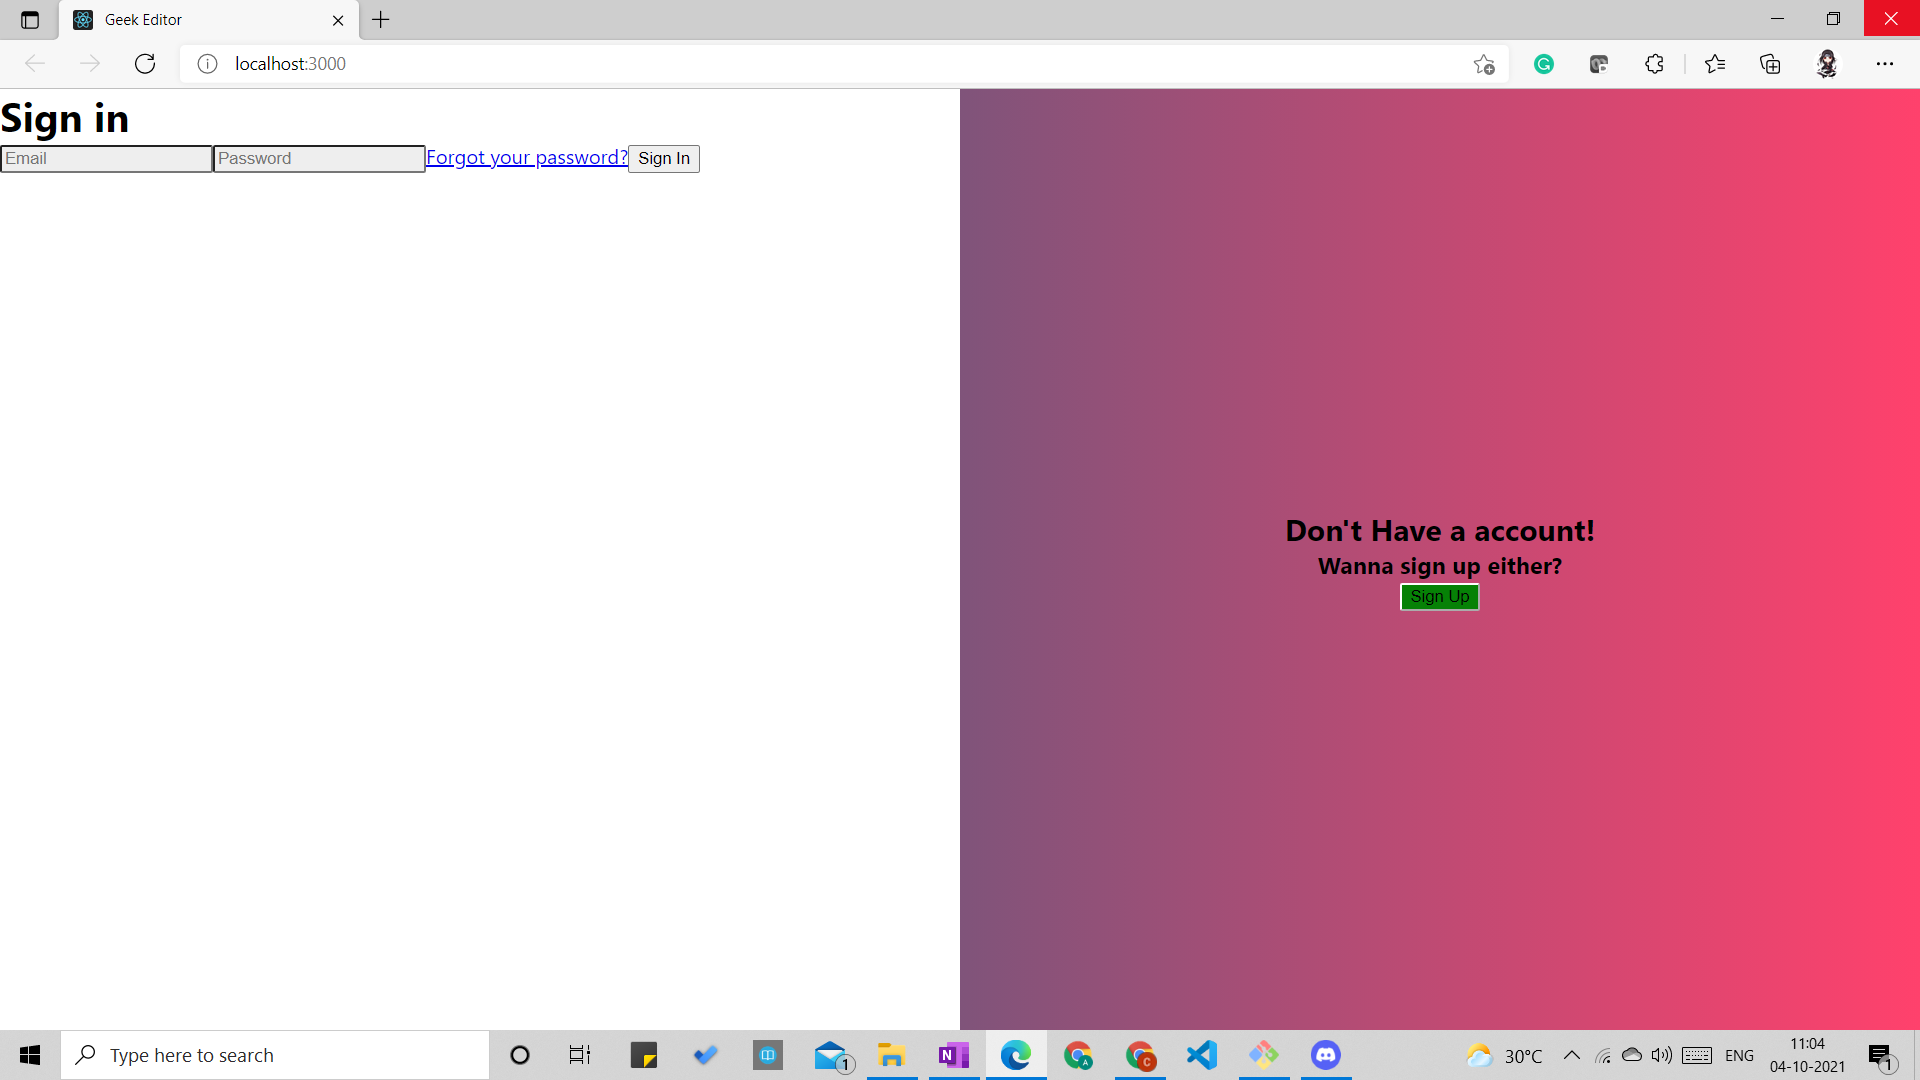 Geek Editor
localhost:3000
Sign in
Email
Password
Forgot your password?
Sign In
Don't Have a account!
Wanna sign up either?
Sign Up
Type here to search
1
30°C
ENG
11:04
04-10-2021
1